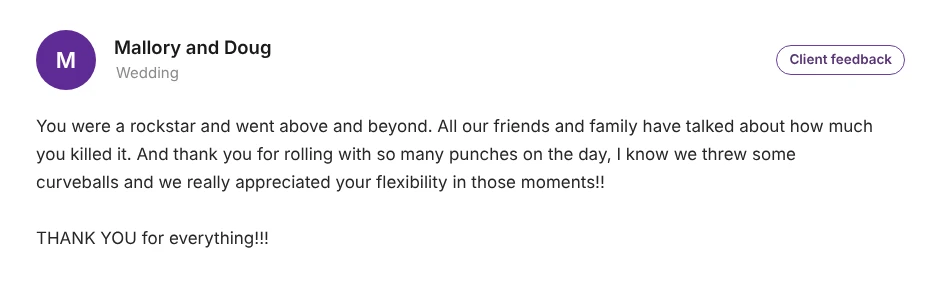 M
Mallory and Doug
Wedding
Client feedback
You were a rockstar and went above and beyond. All our friends and family have talked about how much
you killed it. And thank you for rolling with so many punches on the day, I know we threw some
curveballs and we really appreciated your flexibility in those moments!!
THANK YOU for everything!!!